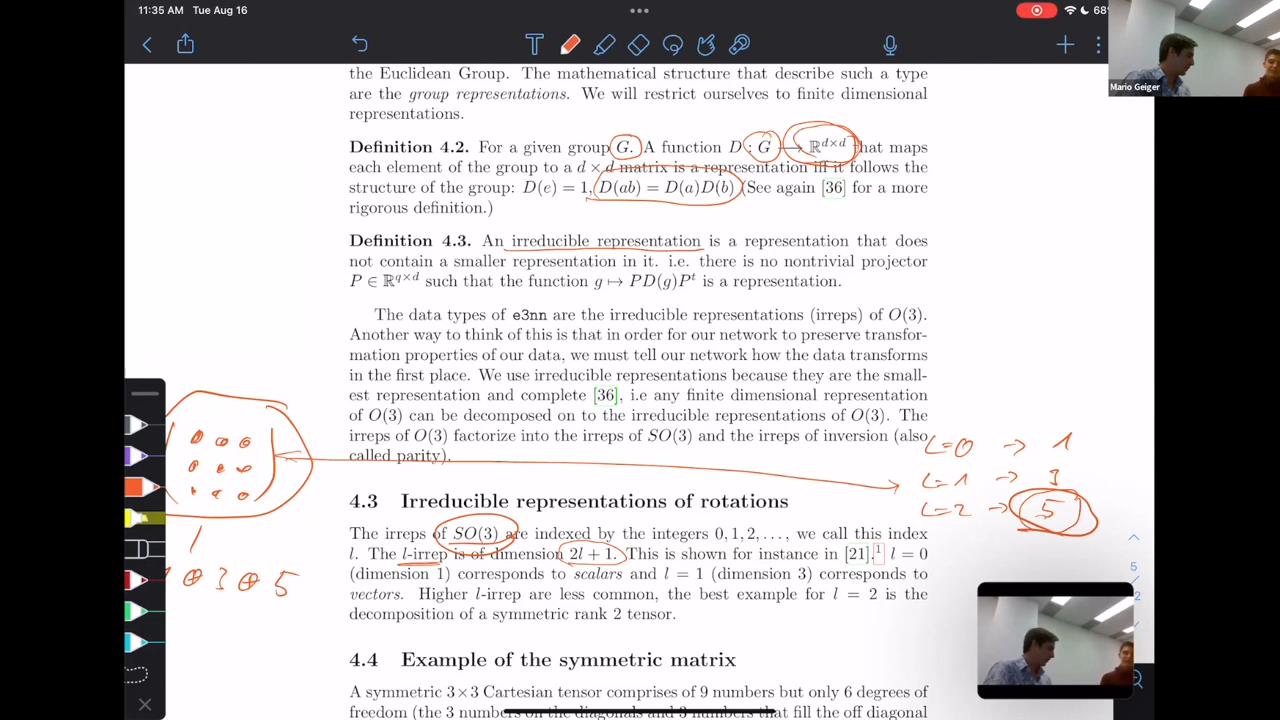 11:35 AM Tue Aug 16
68%
Mario Geiger
the Euclidean Group. The mathematical structure that describe such a type
are the group representations. We will restrict ourselves to finite dimensional
representations.
Definition 4.2. For a given group G. A function D : G → ℝ^{d×d} that maps
each element of the group to a d × d matrix is a representation iff it follows the
structure of the group: D(e) = 1, D(ab) = D(a)D(b) (See again [36] for a more
rigorous definition.)
Definition 4.3. An irreducible representation is a representation that does
not contain a smaller representation in it. i.e. there is no nontrivial projector
P ∈ ℝ^{q×d} such that the function g ↦ PD(g)P^t is a representation.
The data types of e3nn are the irreducible representations (irreps) of O(3).
Another way to think of this is that in order for our network to preserve transfor-
mation properties of our data, we must tell our network how the data transforms
in the first place. We use irreducible representations because they are the small-
est representation and complete [36], i.e any finite dimensional representation
of O(3) can be decomposed on to the irreducible representations of O(3). The
irreps of O(3) factorize into the irreps of SO(3) and the irreps of inversion (also
called parity).
L=0 → 1
L=1 → 3
L=2 → 5
4.3 Irreducible representations of rotations
The irreps of SO(3) are indexed by the integers 0, 1, 2, . . . , we call this index
l. The l-irrep is of dimension 2l + 1. This is shown for instance in [21].¹ l = 0
(dimension 1) corresponds to scalars and l = 1 (dimension 3) corresponds to
vectors. Higher l-irrep are less common, the best example for l = 2 is the
decomposition of a symmetric rank 2 tensor.
⊕ 3 ⊕ 5
5
2
4.4 Example of the symmetric matrix
A symmetric 3×3 Cartesian tensor comprises of 9 numbers but only 6 degrees of
freedom (the 3 numbers on the diagonals and 3 numbers that fill the off diagonal